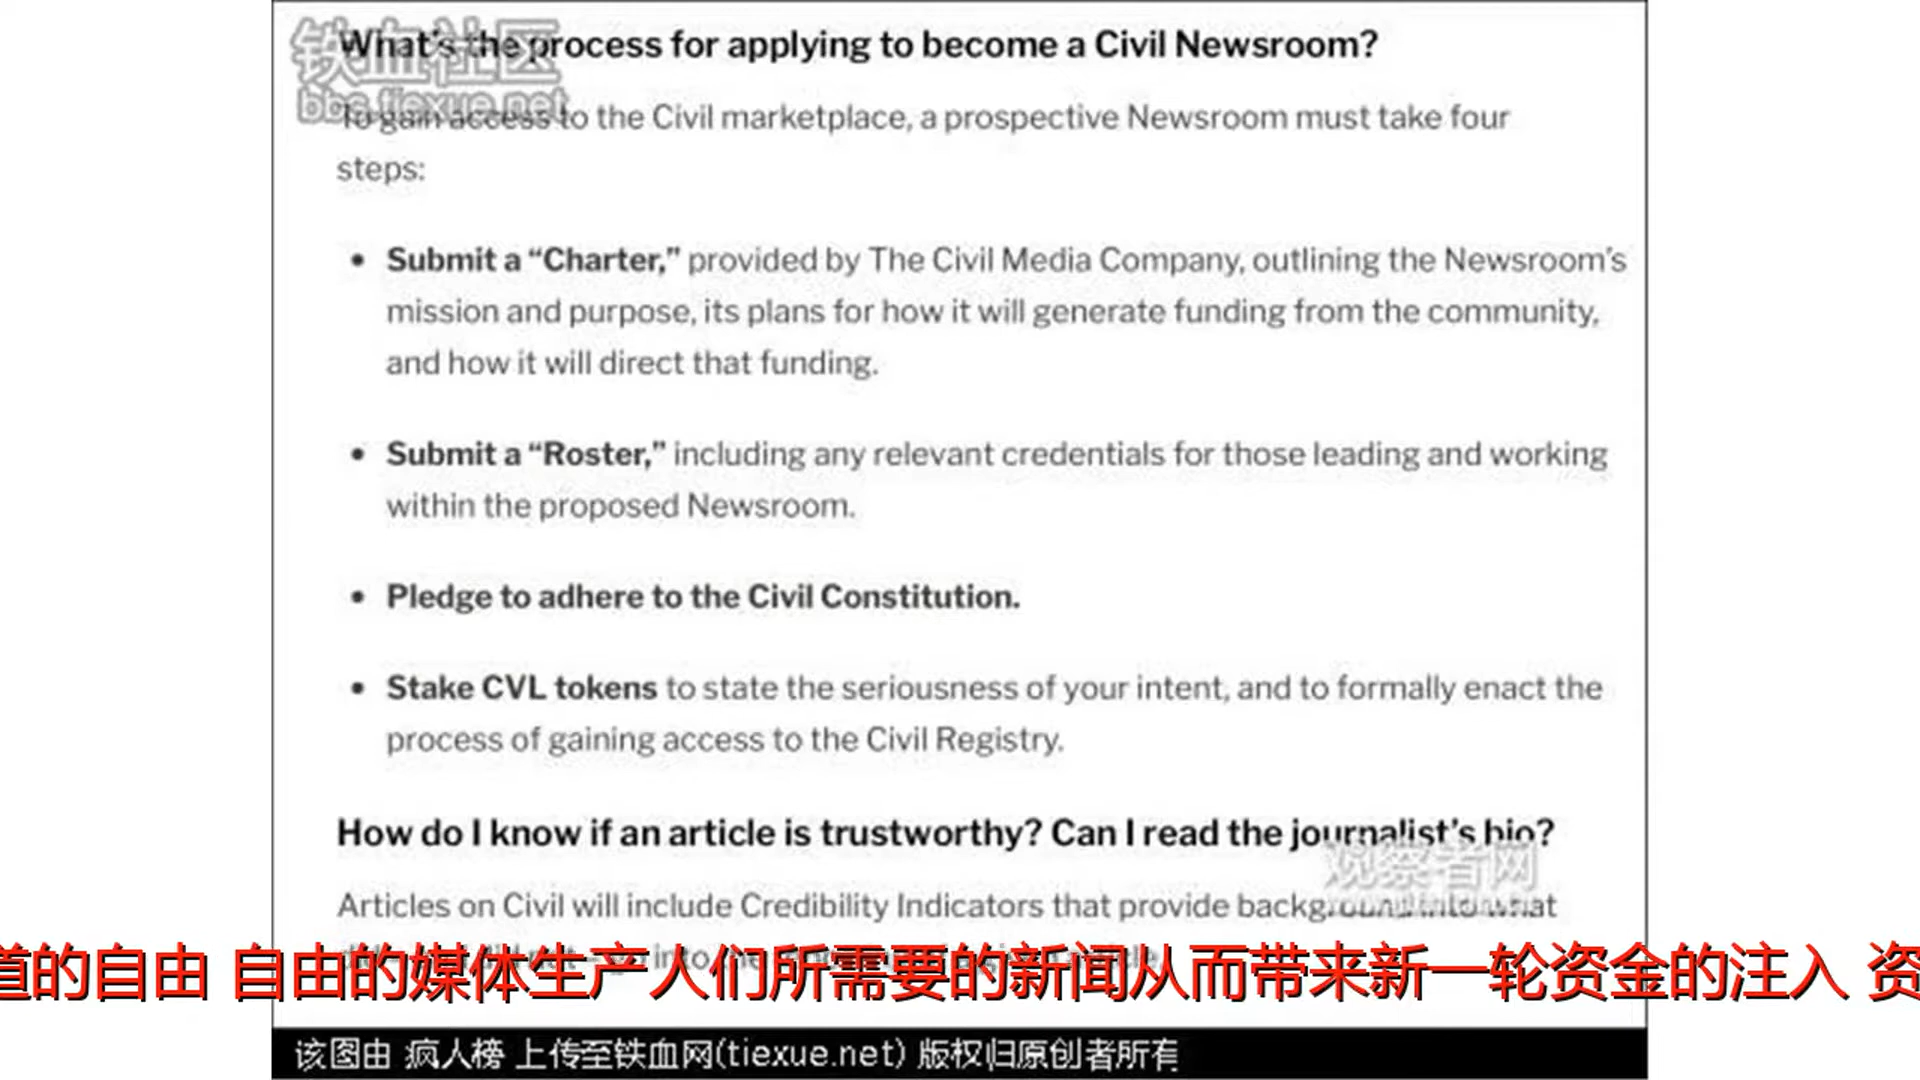 铁血社区
bbs.tiexue.net
What's the process for applying to become a Civil Newsroom?
To gain access to the Civil marketplace, a prospective Newsroom must take four
steps:
• Submit a “Charter,” provided by The Civil Media Company, outlining the Newsroom’s
mission and purpose, its plans for how it will generate funding from the community,
and how it will direct that funding.
• Submit a “Roster,” including any relevant credentials for those leading and working
within the proposed Newsroom.
• Pledge to adhere to the Civil Constitution.
• Stake CVL tokens to state the seriousness of your intent, and to formally enact the
process of gaining access to the Civil Registry.
How do I know if an article is trustworthy? Can I read the journalist’s bio?
观察者网
Articles on Civil will include Credibility Indicators that provide background into what
道的自由 自由的媒体生产人们所需要的新闻从而带来新一轮资金的注入 资
该图由 疯人榜 上传至铁血网(tiexue.net) 版权归原创者所有